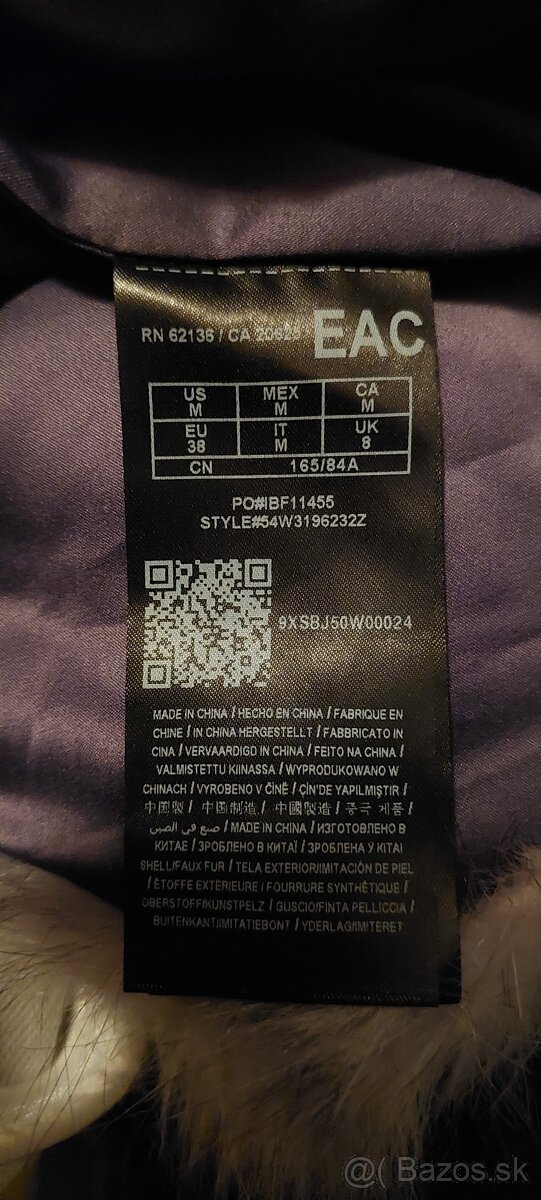 RN 62136 / CA
EAC
US MEX CA
M M M
EU IT UK
38 M 8
CN 165/84A
PO#IBF11455
STYLE#54W3196232Z
9XSBJ50W00024
MADE IN CHINA / HECHO EN CHINA / FABRIQUE EN
CHINE / IN CHINA HERGESTELLT / FABBRICATO IN
CINA / VERVAARDIGD IN CHINA / FEITO NA CHINA /
VALMISTETTU KIINASSA / WYPRODUKOWANO W
CHINACH / VYROBENO V ČÍNĚ / ÇİN'DE YAPILMIŞTIR /
中国製 / 中国制造 / 中國製造 / 중국 제품 /
صنع في الصين / MADE IN CHINA / ИЗГОТОВЛЕНО В
КИТАЕ / ЗРОБЛЕНО В КИТАЇ / ЗРОБЛЕНА У КІТАІ
SHELL/FAUX FUR / TELA EXTERIOR/IMITACIÓN DE PIEL
/ ÉTOFFE EXTÉRIEURE / FOURRURE SYNTHÉTIQUE /
OBERSTOFF/KUNSTPELZ / GUSCIO/FINTA PELLICCIA /
BUITENKANT/IMITATIEBONT / YDERLAG/IMITERET
@( Bazos.sk